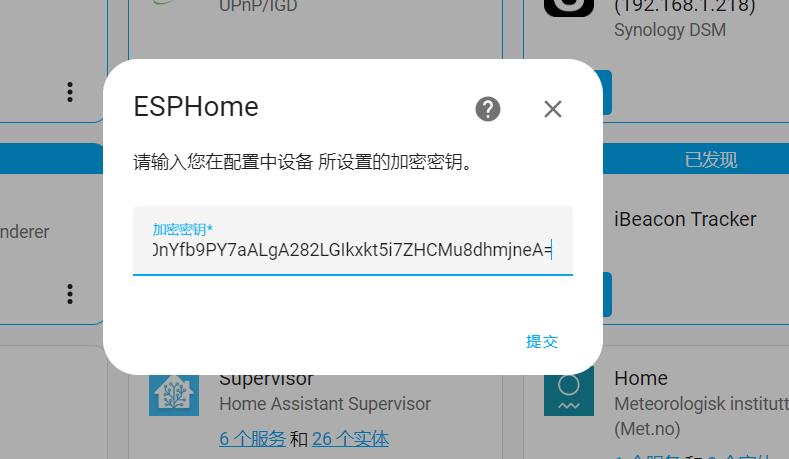 UPnP/IGD
(192.168.1.218)
Synology DSM
ESPHome
请输入您在配置中设备 所设置的加密密钥。
已发现
加密密钥*
nYfb9PY7aALgA282LGIkxkt5i7ZHCMu8dhmjneA=
nderer
iBeacon Tracker
提交
Supervisor
Home Assistant Supervisor
6 个服务 和 26 个实体
Home
Meteorologisk institutt
(Met.no)